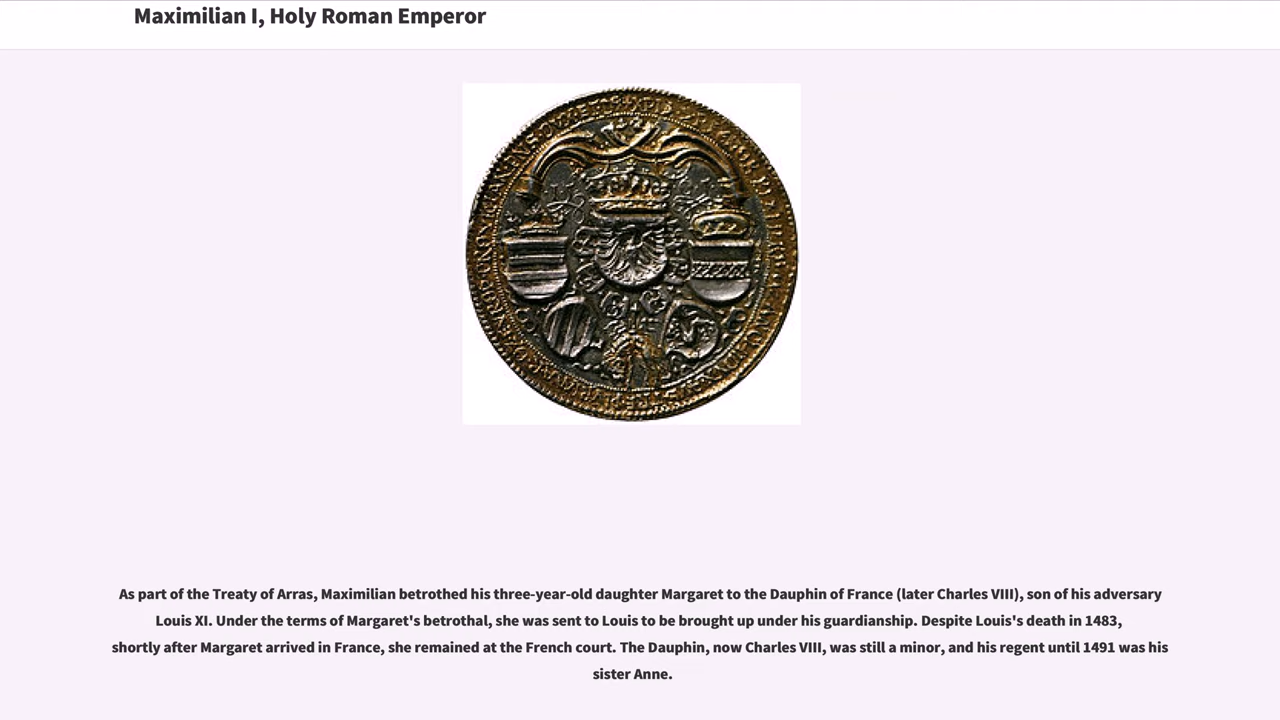 Maximilian I, Holy Roman Emperor
As part of the Treaty of Arras, Maximilian betrothed his three-year-old daughter Margaret to the Dauphin of France (later Charles VIII), son of his adversary
Louis XI. Under the terms of Margaret's betrothal, she was sent to Louis to be brought up under his guardianship. Despite Louis's death in 1483,
shortly after Margaret arrived in France, she remained at the French court. The Dauphin, now Charles VIII, was still a minor, and his regent until 1491 was his
sister Anne.